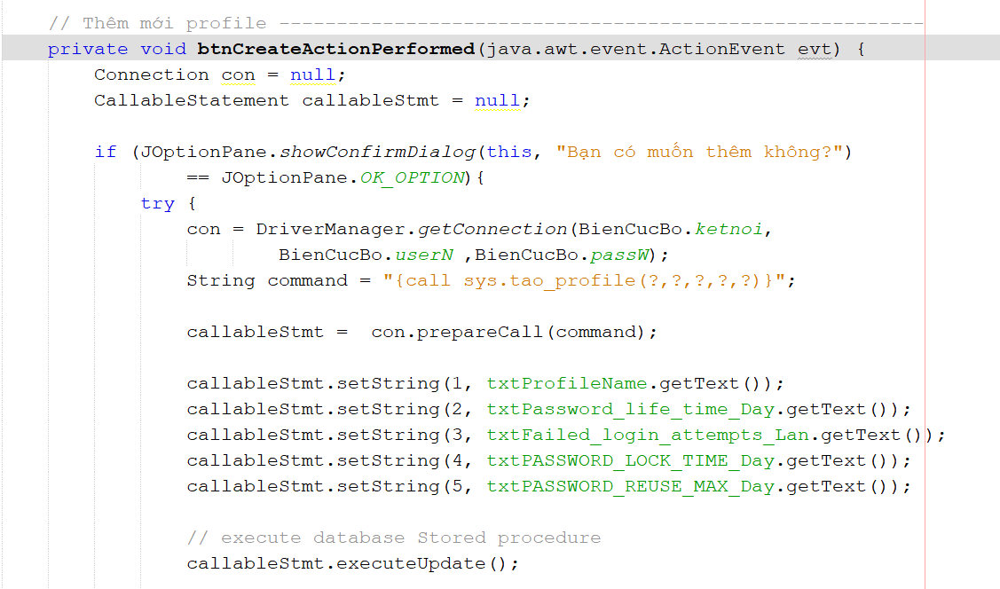 // Thêm mới profile --------------------------------------------------------
private void btnCreateActionPerformed(java.awt.event.ActionEvent evt) {
Connection con = null;
CallableStatement callableStmt = null;
if (JOptionPane.showConfirmDialog(this, "Bạn có muốn thêm không?")
== JOptionPane.OK_OPTION){
try {
con = DriverManager.getConnection(BienCucBo.ketnoi,
BienCucBo.userN ,BienCucBo.passW);
String command = "{call sys.tao_profile(?,?,?,?,?)}";
callableStmt =  con.prepareCall(command);
callableStmt.setString(1, txtProfileName.getText());
callableStmt.setString(2, txtPassword_life_time_Day.getText());
callableStmt.setString(3, txtFailed_login_attempts_Lan.getText());
callableStmt.setString(4, txtPASSWORD_LOCK_TIME_Day.getText());
callableStmt.setString(5, txtPASSWORD_REUSE_MAX_Day.getText());
// execute database Stored procedure
callableStmt.executeUpdate();